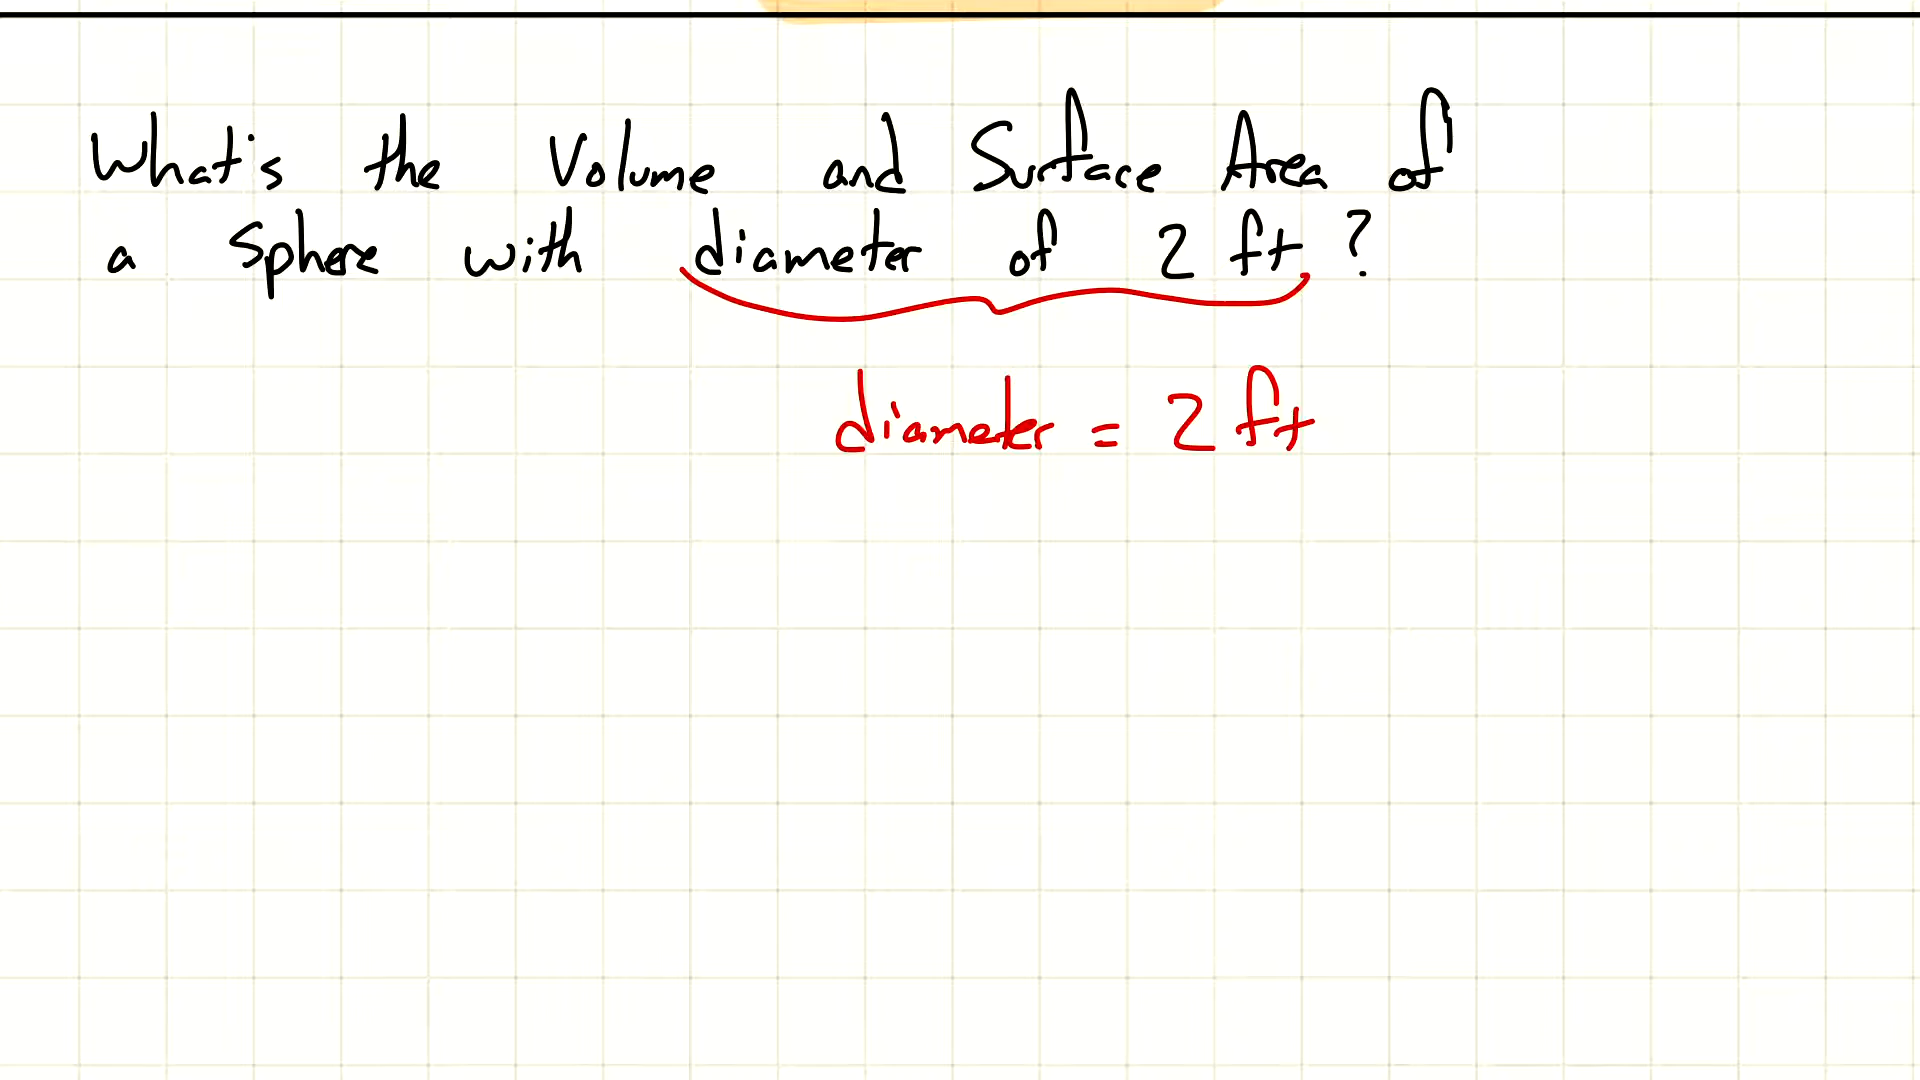 What's the Volume and Surface Area of
a Sphere with diameter of 2 ft ?
diameter = 2 ft